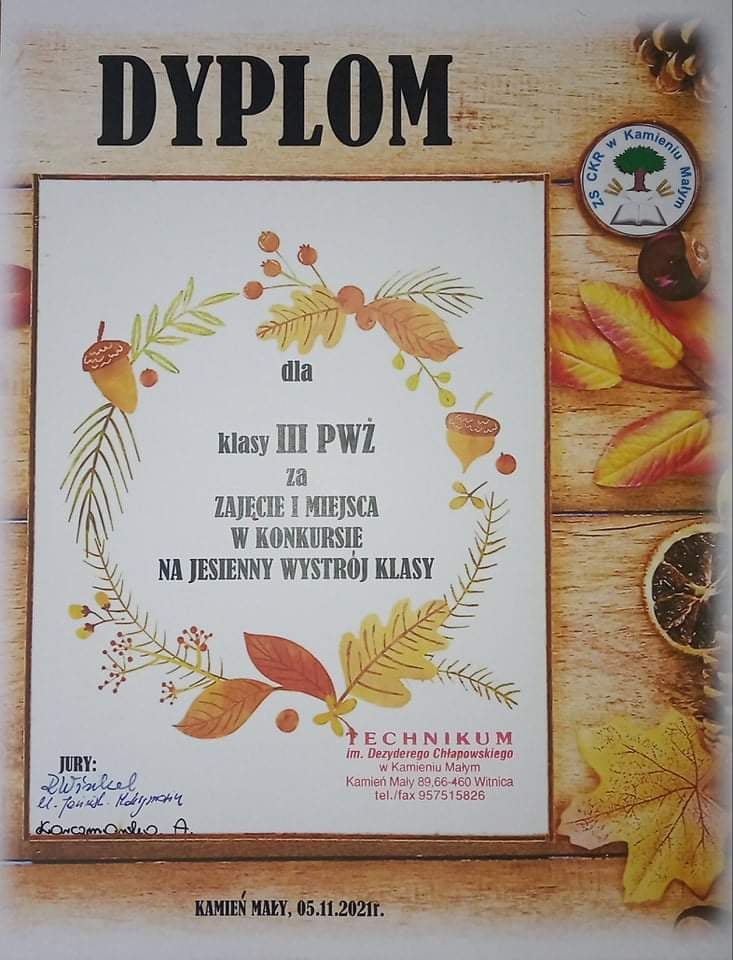 DYPLOM
ZS CKR w Kamieniu Małym
dla
klasy III PWŻ
za
ZAJĘCIE I MIEJSCA
W KONKURSIE
NA JESIENNY WYSTRÓJ KLASY
TECHNIKUM
im. Dezyderego Chłapowskiego
w Kamieniu Małym
Kamień Mały 89,66-460 Witnica
tel./fax 957515826
JURY:
KAMIEŃ MAŁY, 05.11.2021r.